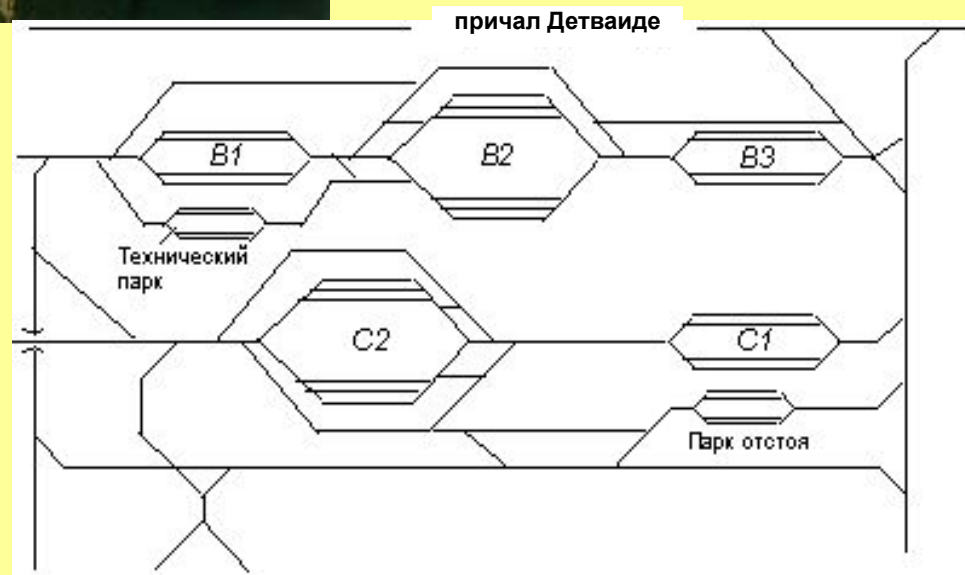 причал Детваиде
B1
B2
B3
Технический
парк
C2
C1
Парк отстоя